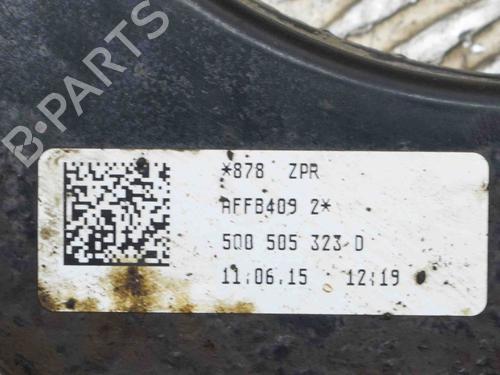 B-PARTS
*878 ZPR
AFFB409 2*
5Q0 505 323 D
11.06.15 12:19